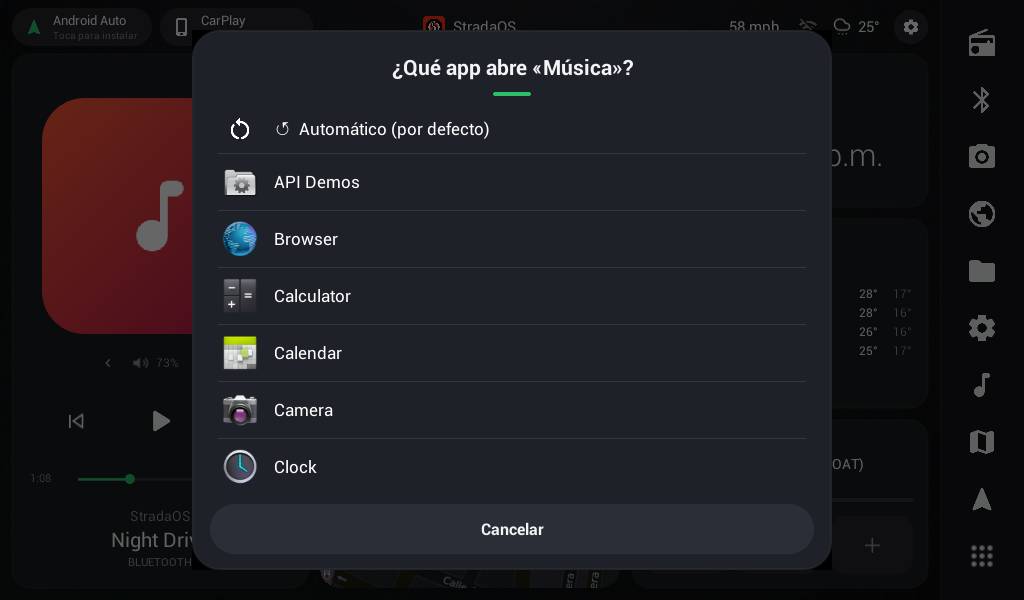 Android Auto
Toca para instalar
CarPlay
StradaOS
58 mph
25°
¿Qué app abre «Música»?
↺ Automático (por defecto)
API Demos
Browser
Calculator
Calendar
Camera
Clock
Cancelar
p.m.
28° 17°
28° 16°
26° 16°
25° 17°
73%
1:08
StradaOS
Night Driv
BLUETOOTH
OAT)
Calle